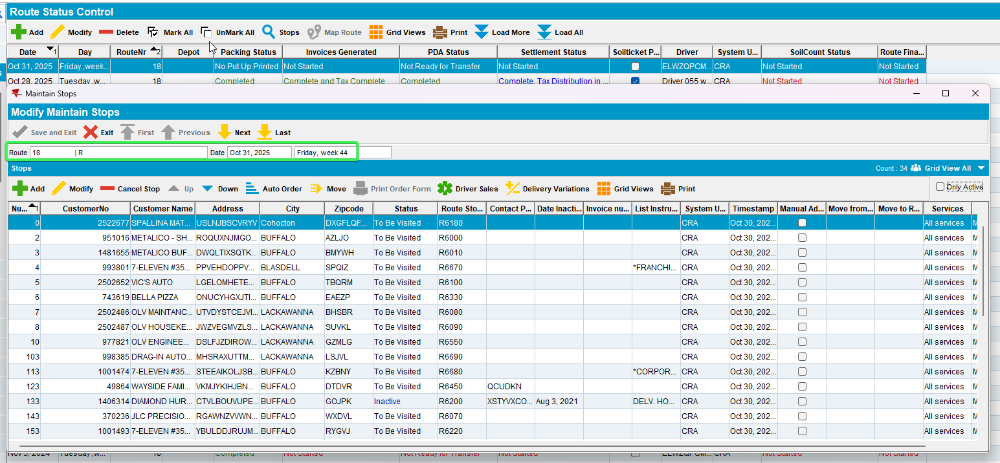 Route Status Control
Add Modify Delete Mark All UnMark All Stops Map Route Grid Views Print Load More Load All
Date 1 Day RouteNr 2 Depot Packing Status Invoices Generated PDA Status Settlement Status Soilticket P... Driver System U... SoilCount Status Route Fina...
Oct 31, 2025 Friday ,week... 18 No Put Up Printed Not Started Not Ready for Transfer Not Started ELWZQPCM... CRA Not Started Not Started
Oct 28, 2025 Tuesday ,w... 18 Completed Complete and Tax Complete Completed Complete, Tax Distribution in ... Driver 055 w... CRA Not Started Not Started
Maintain Stops
Modify Maintain Stops
Save and Exit Exit First Previous Next Last
Route 18 | R Date Oct 31, 2025 Friday, week 44
Stops Count : 34 Grid View All
Add Modify Cancel Stop Up Down Auto Order Move Print Order Form Driver Sales Delivery Variations Grid Views Print Only Active
Nu... 1 CustomerNo Customer Name Address City Zipcode Status Route Sto... Contact P... Date Inacti... Invoice nu... List Instru... System U... Timestamp Manual Ad... Move from... Move to R... Services
0 2522677 SPALLINA MAT... USLNJBSCVRYV Cohocton DXGFLQF... To Be Visited R6180 CRA Oct 30, 202... All services M
2 951016 METALICO - SH... ROQUXNJMGO... BUFFALO AZLJO To Be Visited R6000 CRA Oct 30, 202... All services M
3 1481655 METALICO BUF... DWQLTIXSQTK... BUFFALO BMYWH To Be Visited R6010 CRA Oct 30, 202... All services M
4 993801 7-ELEVEN #35... PPVEHDOPPV... BLASDELL SPQIZ To Be Visited R6670 *FRANCHI... CRA Oct 30, 202... All services M
5 2502652 VIC'S AUTO LGELOMHETE... BUFFALO TBQRM To Be Visited R6100 CRA Oct 30, 202... All services M
6 743619 BELLA PIZZA ONUCYHGXJTI... BUFFALO EAEZP To Be Visited R6330 CRA Oct 30, 202... All services M
7 2502486 OLV MAINTANC... UTVDYSTCEJVI... LACKAWANNA BHSBR To Be Visited R6080 CRA Oct 30, 202... All services M
8 2502487 OLV HOUSEKE... JWZVEGMVZLS... LACKAWANNA SUVKL To Be Visited R6090 CRA Oct 30, 202... All services M
10 977821 OLV ENGINEE... DSLFJZDIROW... LACKAWANNA GZMLG To Be Visited R6550 CRA Oct 30, 202... All services M
103 998385 DRAG-IN AUTO... MHSRAXUTTM... LACKAWANNA LSJVL To Be Visited R6690 CRA Oct 30, 202... All services M
113 1001474 7-ELEVEN #35... STEEAIKOLJSB... BUFFALO KZBNY To Be Visited R6680 *CORPOR... CRA Oct 30, 202... All services M
123 49864 WAYSIDE FAMI... VKMJYKIHJBN... BUFFALO DTDVR To Be Visited R6450 QCUDKN CRA Oct 30, 202... All services M
133 1406314 DIAMOND HUR... CTVLBOUVUPE... BUFFALO GOJPK Inactive R6200 XSTYVXCO... Aug 3, 2021 DELV. HO... CRA Oct 30, 202... All services M
143 370236 JLC PRECISIO... RGAWNZVVWN... BUFFALO WXDVL To Be Visited R6070 CRA Oct 30, 202... All services M
153 1001493 7-ELEVEN #35... YBULDDJRUJM... BUFFALO RYGVJ To Be Visited R6220 CRA Oct 30, 202... All services M
Tuesday ,w... 18 Completed Not Started Not Ready for Transfer Not Started ELWZQPCM... CRA Not Started Not Started